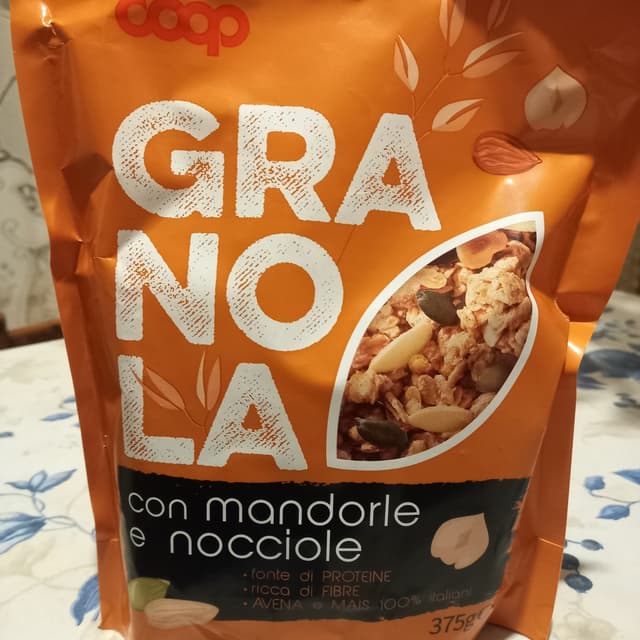 coop
GRA
NO
LA
con mandorle
e nocciole
• fonte di PROTEINE
• ricca di FIBRE
• AVENA e MAIS 100% italiani
375g e